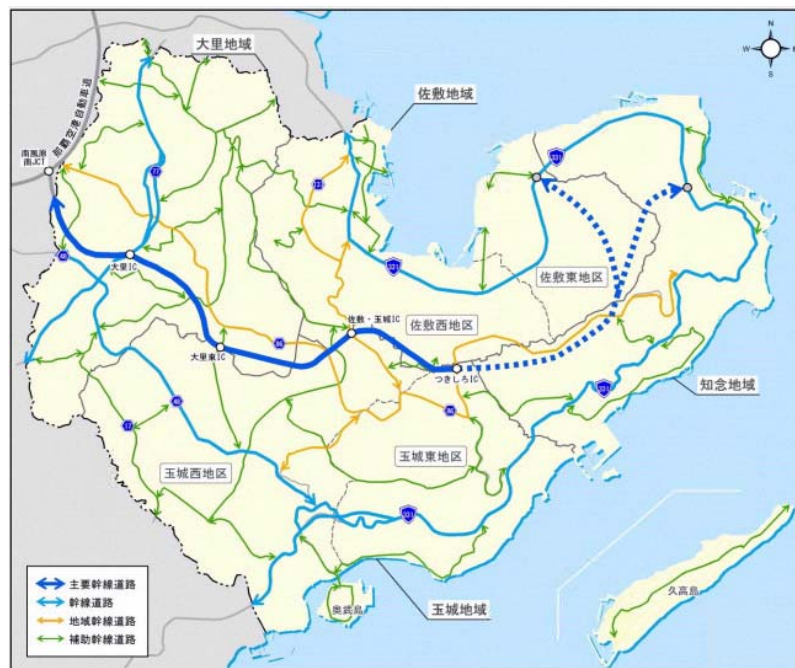 大里地域
佐敷地域
N
W
E
S
那覇空港自動車道
南風原
南JCT
77
331
137
48
大里IC
331
佐敷東地区
佐敷・玉城IC
佐敷西地区
大里東IC
86
つきしろIC
知念地域
331
48
17
86
玉城東地区
玉城西地区
331
主要幹線道路
幹線道路
地域幹線道路
補助幹線道路
奥武島
玉城地域
久高島